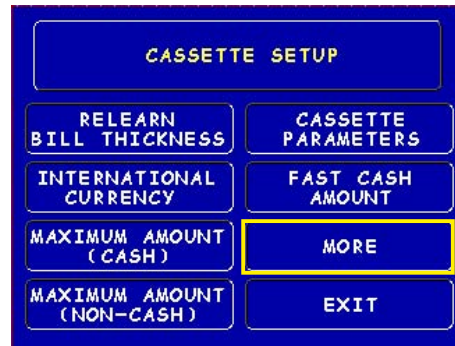 CASSETTE SETUP
RELEARN
BILL THICKNESS
CASSETTE
PARAMETERS
INTERNATIONAL
CURRENCY
FAST CASH
AMOUNT
MAXIMUM AMOUNT
(CASH)
MORE
MAXIMUM AMOUNT
(NON-CASH)
EXIT